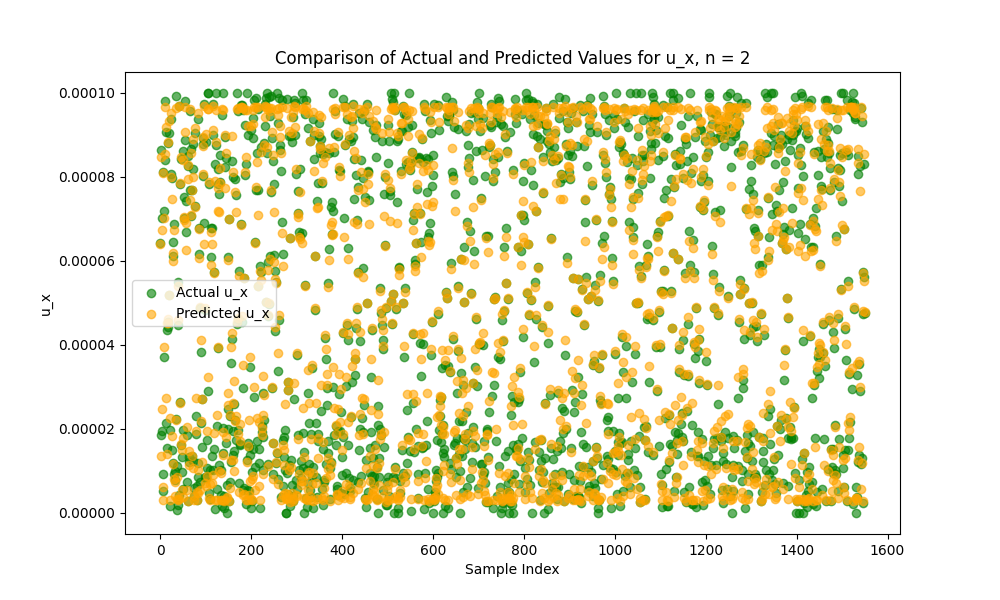 Comparison of Actual and Predicted Values for u_x, n = 2
0.00010
0.00008
0.00006
0.00004
0.00002
0.00000
u_x
Actual u_x
Predicted u_x
0 200 400 600 800 1000 1200 1400 1600
Sample Index